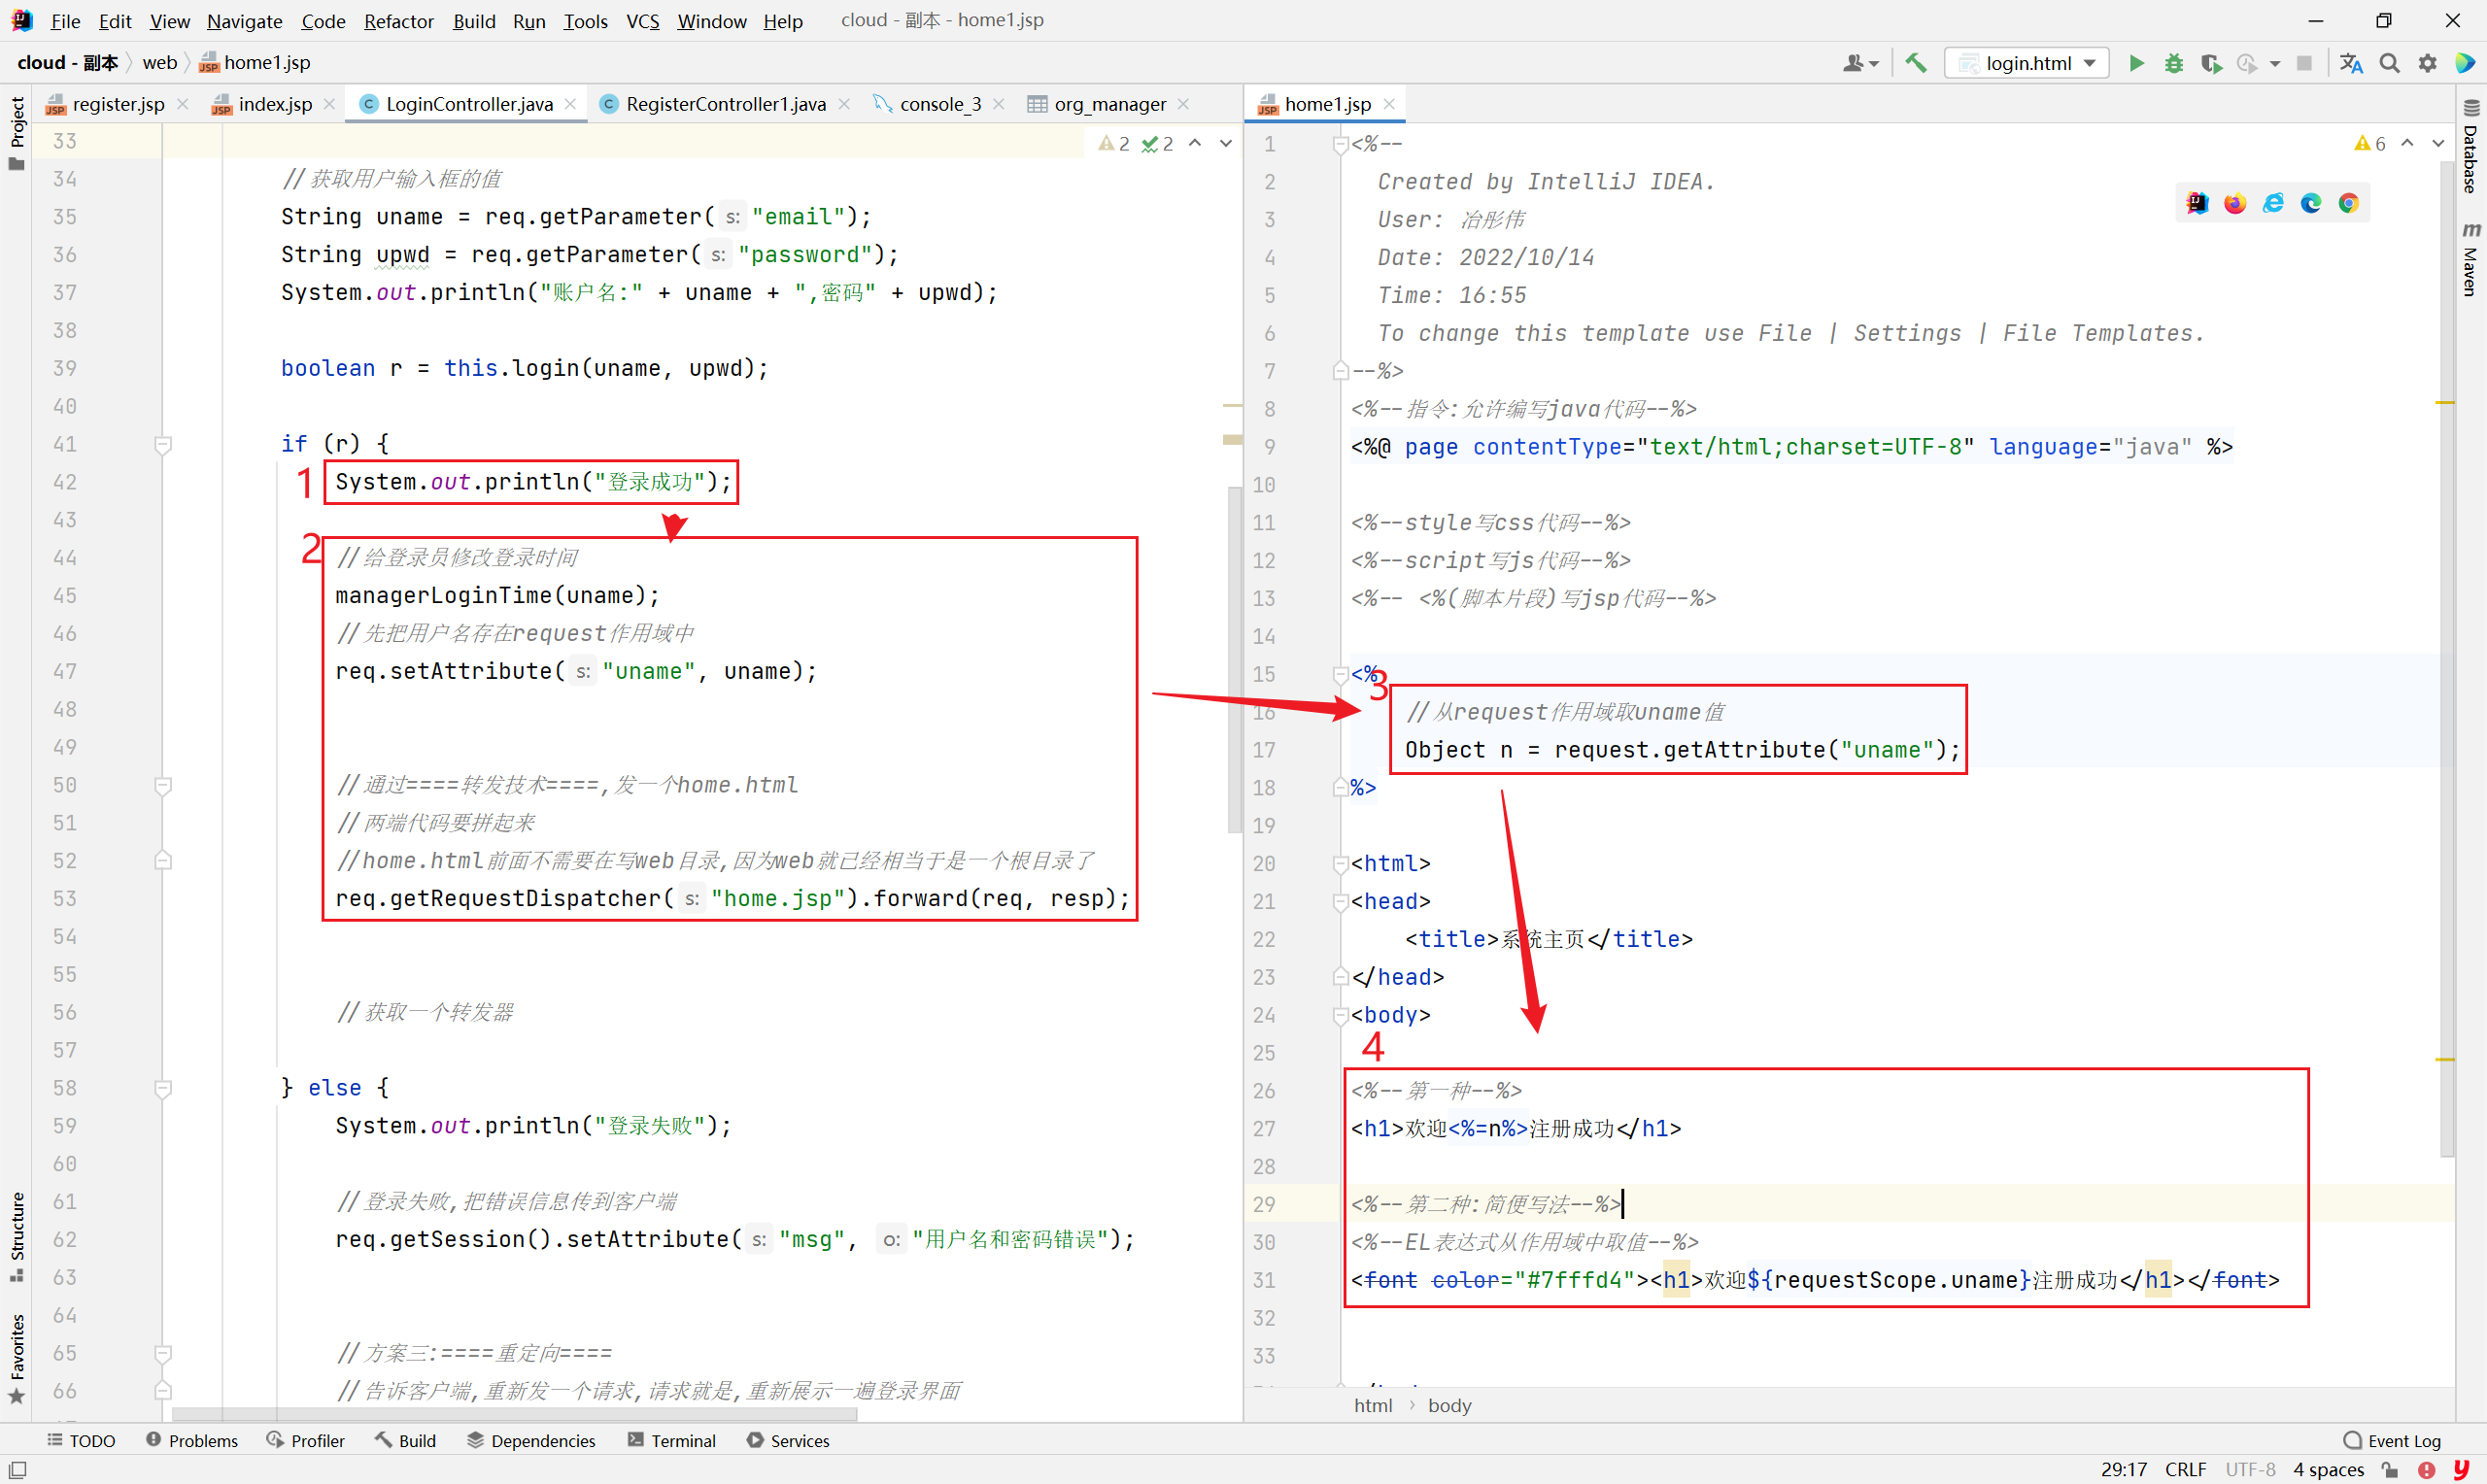 File Edit View Navigate Code Refactor Build Run Tools VCS Window Help cloud - 副本 - home1.jsp
cloud - 副本 web home1.jsp login.html
register.jsp index.jsp LoginController.java RegisterController1.java console_3 org_manager home1.jsp
Project
Structure
Favorites
2 2
33
34 //获取用户输入框的值
35 String uname = req.getParameter( s: "email");
36 String upwd = req.getParameter( s: "password");
37 System.out.println("账户名:" + uname + ",密码" + upwd);
38
39 boolean r = this.login(uname, upwd);
40
41 if (r) {
1
42 System.out.println("登录成功");
43
2
44 //给登录员修改登录时间
45 managerLoginTime(uname);
46 //先把用户名存在request作用域中
47 req.setAttribute( s: "uname", uname);
48
49
50 //通过====转发技术====,发一个home.html
51 //两端代码要拼起来
52 //home.html前面不需要在写web目录,因为web就已经相当于是一个根目录了
53 req.getRequestDispatcher( s: "home.jsp").forward(req, resp);
54
55
56 //获取一个转发器
57
58 } else {
59 System.out.println("登录失败");
60
61 //登录失败,把错误信息传到客户端
62 req.getSession().setAttribute( s: "msg", o: "用户名和密码错误");
63
64
65 //方案三:====重定向====
66 //告诉客户端,重新发一个请求,请求就是,重新展示一遍登录界面
6
1 <%--
2 Created by IntelliJ IDEA.
3 User: 冶彤伟
4 Date: 2022/10/14
5 Time: 16:55
6 To change this template use File | Settings | File Templates.
7 --%>
8 <%--指令:允许编写java代码--%>
9 <%@ page contentType="text/html;charset=UTF-8" language="java" %>
10
11 <%--style写css代码--%>
12 <%--script写js代码--%>
13 <%-- <%(脚本片段)写jsp代码--%>
14
15 <%
3
16 //从request作用域取uname值
17 Object n = request.getAttribute("uname");
18 %>
19
20 <html>
21 <head>
22 <title>系统主页</title>
23 </head>
24 <body>
25
4
26 <%--第一种--%>
27 <h1>欢迎<%=n%>注册成功</h1>
28
29 <%--第二种:简便写法--%>
30 <%--EL表达式从作用域中取值--%>
31 <font color="#7fffd4"><h1>欢迎${requestScope.uname}注册成功</h1></font>
32
33
html › body
Database
Maven
TODO Problems Profiler Build Dependencies Terminal Services Event Log
29:17 CRLF UTF-8 4 spaces